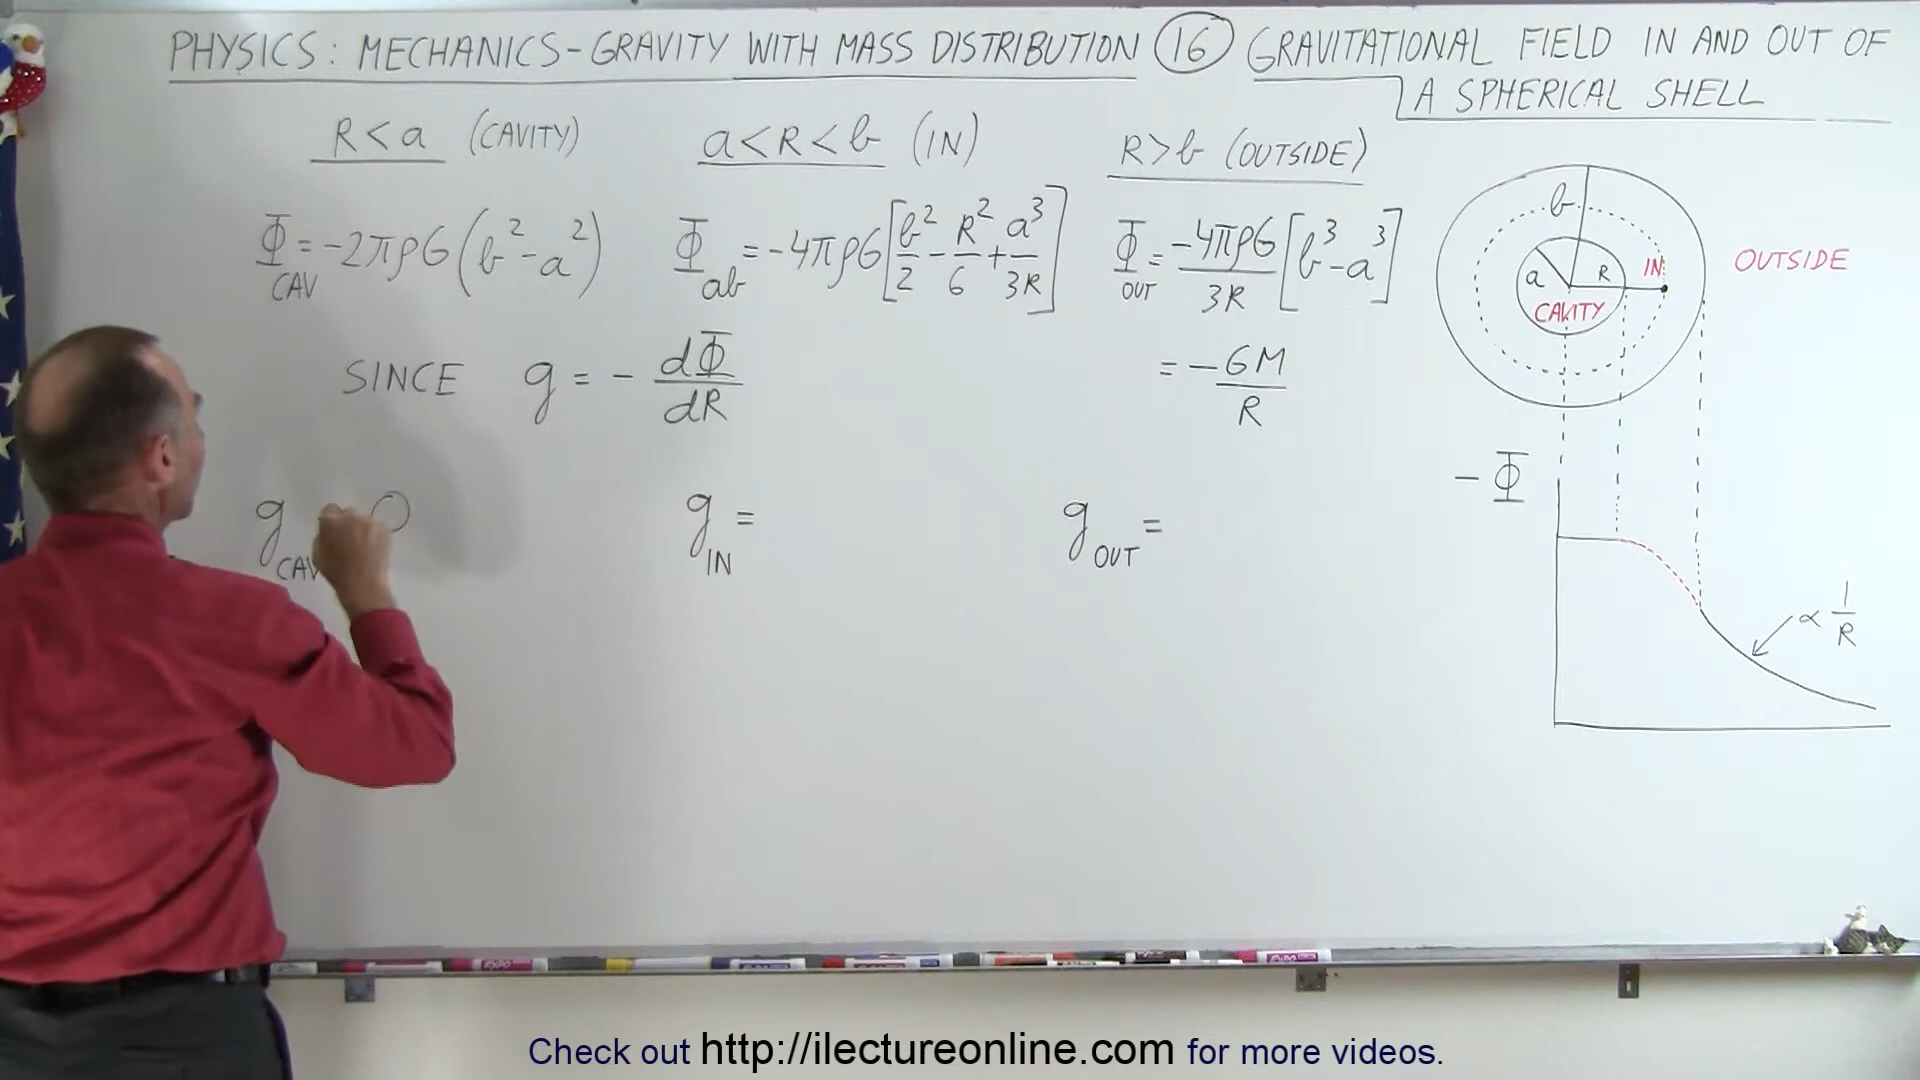 PHYSICS: MECHANICS-GRAVITY WITH MASS DISTRIBUTION (16) GRAVITATIONAL FIELD IN AND OUT OF
A SPHERICAL SHELL
R<a (CAVITY)
Φ_CAV = -2πρG(b²-a²)
a<R<b (IN)
Φ_ab = -4πρG[b²/2 - R²/6 + a³/3R]
R>b (OUTSIDE)
Φ_OUT = -4πρG/3R [b³-a³]
= -GM/R
SINCE g = - dΦ/dR
g_CAV 0
g_IN =
g_OUT =
b
a
R
IN
CAVITY
OUTSIDE
-Φ
∝ 1/R
Check out http://ilectureonline.com for more videos.